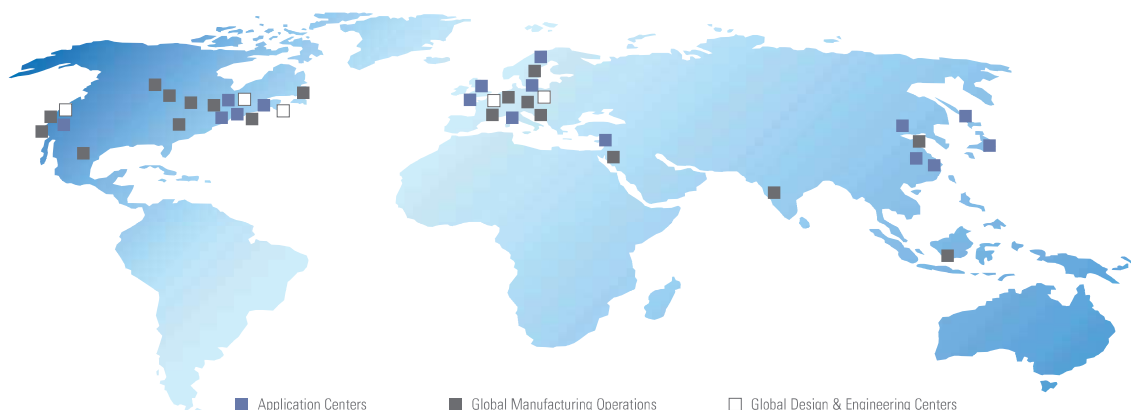 Application Centers
Global Manufacturing Operations
Global Design & Engineering Centers